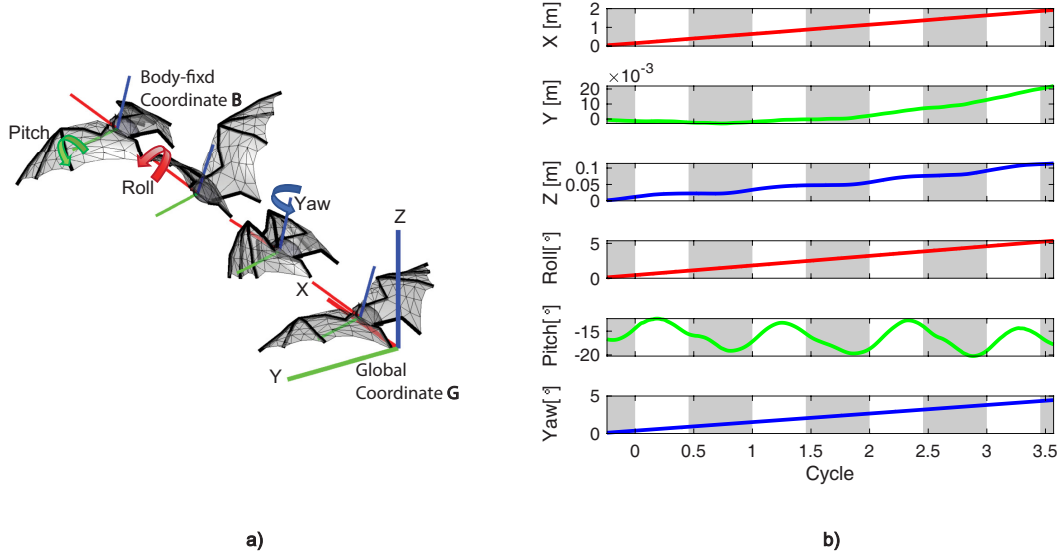 Body-fixd
Coordinate B
Pitch
Roll
Yaw
Z
X
Y
Global
Coordinate G
a)
X [m]
2
1
0
×10⁻³
Y [m]
20
10
0
Z [m]
0.1
0.05
0
Roll[°]
5
0
Pitch[°]
-15
-20
Yaw[°]
5
0
0 0.5 1 1.5 2 2.5 3 3.5
Cycle
b)